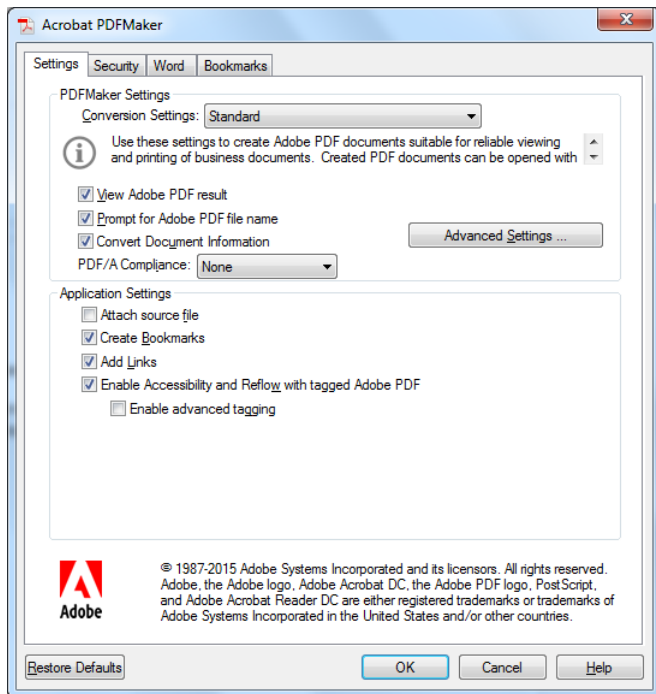 Acrobat PDFMaker
Settings Security Word Bookmarks
PDFMaker Settings
Conversion Settings: Standard
Use these settings to create Adobe PDF documents suitable for reliable viewing
and printing of business documents. Created PDF documents can be opened with
View Adobe PDF result
Prompt for Adobe PDF file name
Convert Document Information
Advanced Settings ...
PDF/A Compliance: None
Application Settings
Attach source file
Create Bookmarks
Add Links
Enable Accessibility and Reflow with tagged Adobe PDF
Enable advanced tagging
© 1987-2015 Adobe Systems Incorporated and its licensors. All rights reserved.
Adobe, the Adobe logo, Adobe Acrobat DC, the Adobe PDF logo, PostScript,
and Adobe Acrobat Reader DC are either registered trademarks or trademarks of
Adobe Systems Incorporated in the United States and/or other countries.
Adobe
Restore Defaults OK Cancel Help